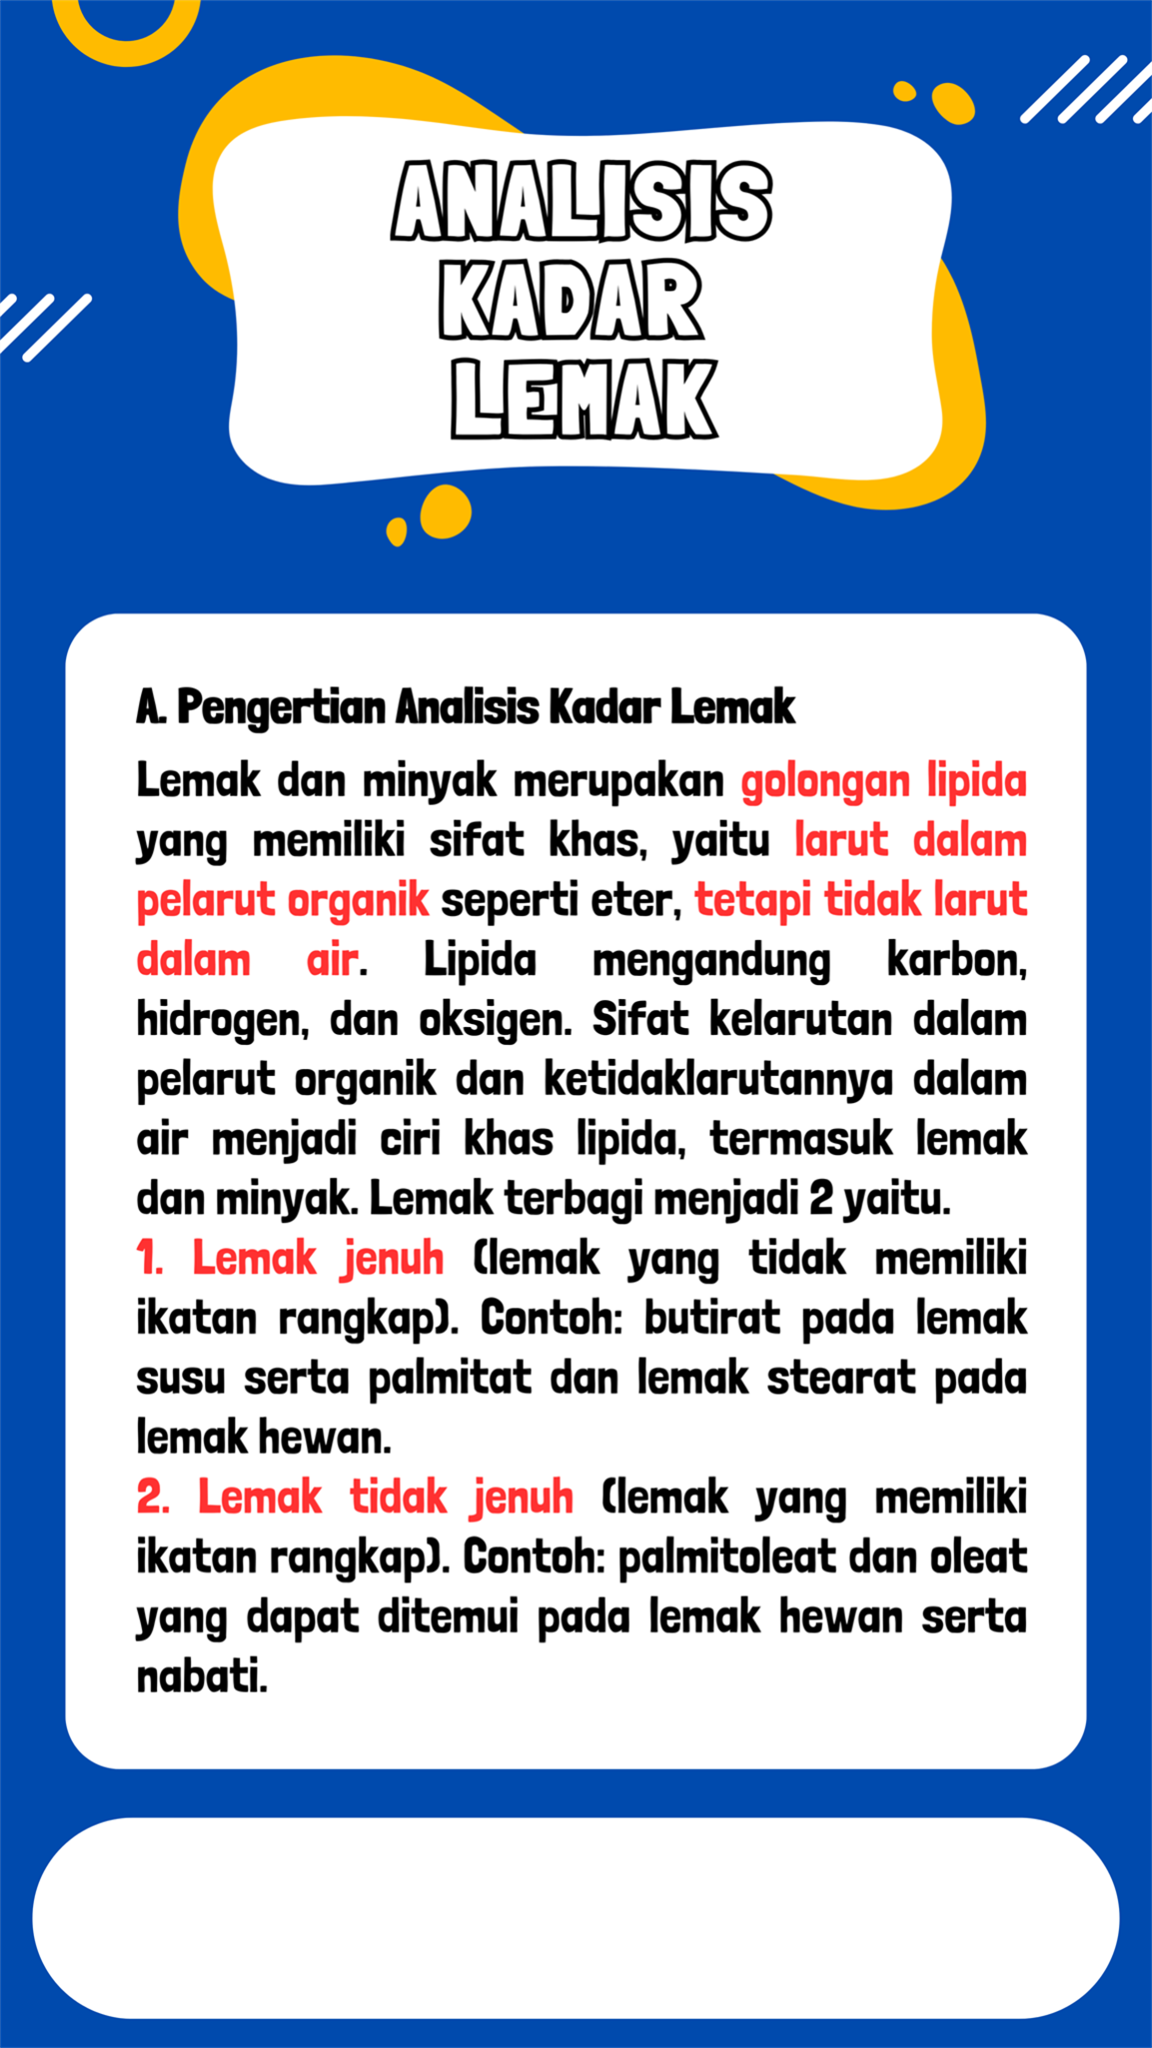 ANALISIS
KADAR
LEMAK
A. Pengertian Analisis Kadar Lemak
Lemak dan minyak merupakan golongan lipida
yang memiliki sifat khas, yaitu larut dalam
pelarut organik seperti eter, tetapi tidak larut
dalam air. Lipida mengandung karbon,
hidrogen, dan oksigen. Sifat kelarutan dalam
pelarut organik dan ketidaklarutannya dalam
air menjadi ciri khas lipida, termasuk lemak
dan minyak. Lemak terbagi menjadi 2 yaitu.
1. Lemak jenuh (lemak yang tidak memiliki
ikatan rangkap). Contoh: butirat pada lemak
susu serta palmitat dan lemak stearat pada
lemak hewan.
2. Lemak tidak jenuh (lemak yang memiliki
ikatan rangkap). Contoh: palmitoleat dan oleat
yang dapat ditemui pada lemak hewan serta
nabati.